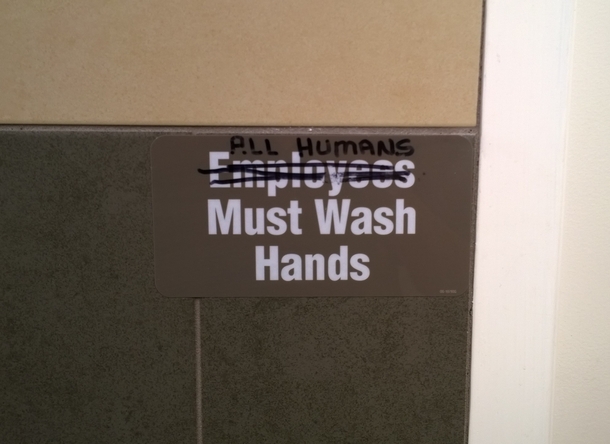 ALL HUMANS
Employees
Must Wash
Hands